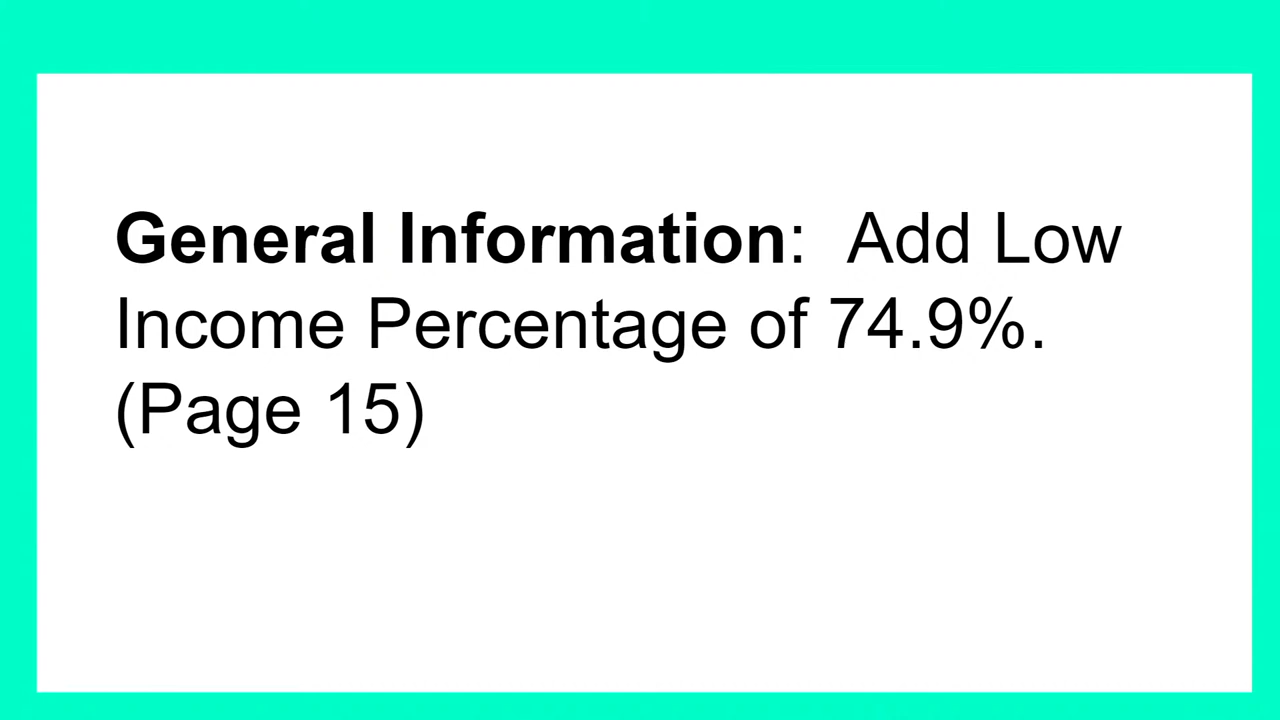 General Information:  Add Low
Income Percentage of 74.9%.
(Page 15)